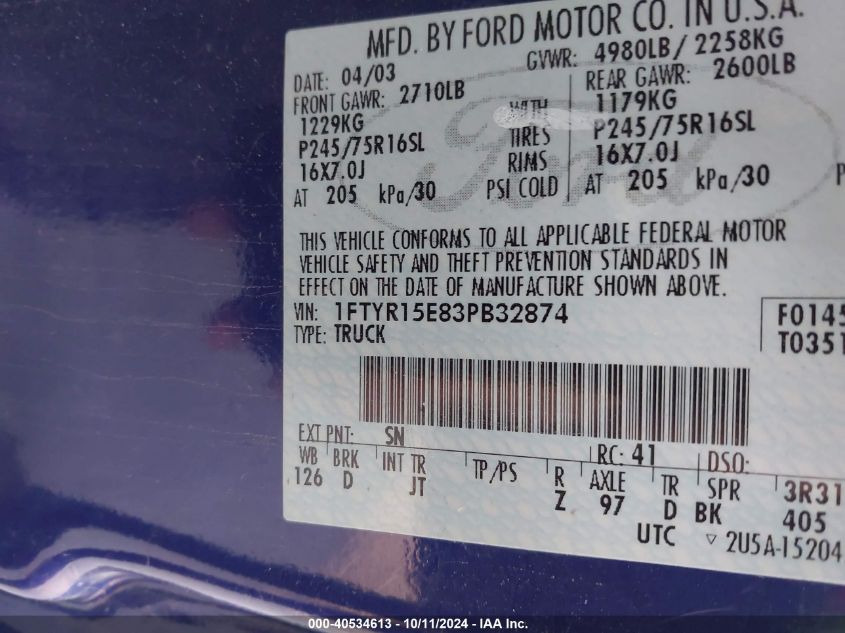 MFD. BY FORD MOTOR CO. IN U.S.A.
DATE: 04/03 GVWR: 4980LB/ 2258KG
FRONT GAWR: 2710LB REAR GAWR: 2600LB
1229KG WITH 1179KG
P245/75R16SL TIRES P245/75R16SL
16X7.0J RIMS 16X7.0J
AT 205 kPa/30 PSI COLD AT 205 kPa/30 P
Ford
THIS VEHICLE CONFORMS TO ALL APPLICABLE FEDERAL MOTOR
VEHICLE SAFETY AND THEFT PREVENTION STANDARDS IN
EFFECT ON THE DATE OF MANUFACTURE SHOWN ABOVE.
VIN: 1FTYR15E83PB32874 F0145
TYPE: TRUCK T0351
EXT PNT: SN RC: 41 DSO:
WB BRK INT TR TP/PS R AXLE TR SPR 3R31
126 D JT Z 97 D BK 405
UTC ▽ 2U5A-15204
000-40534613 - 10/11/2024 - IAA Inc.